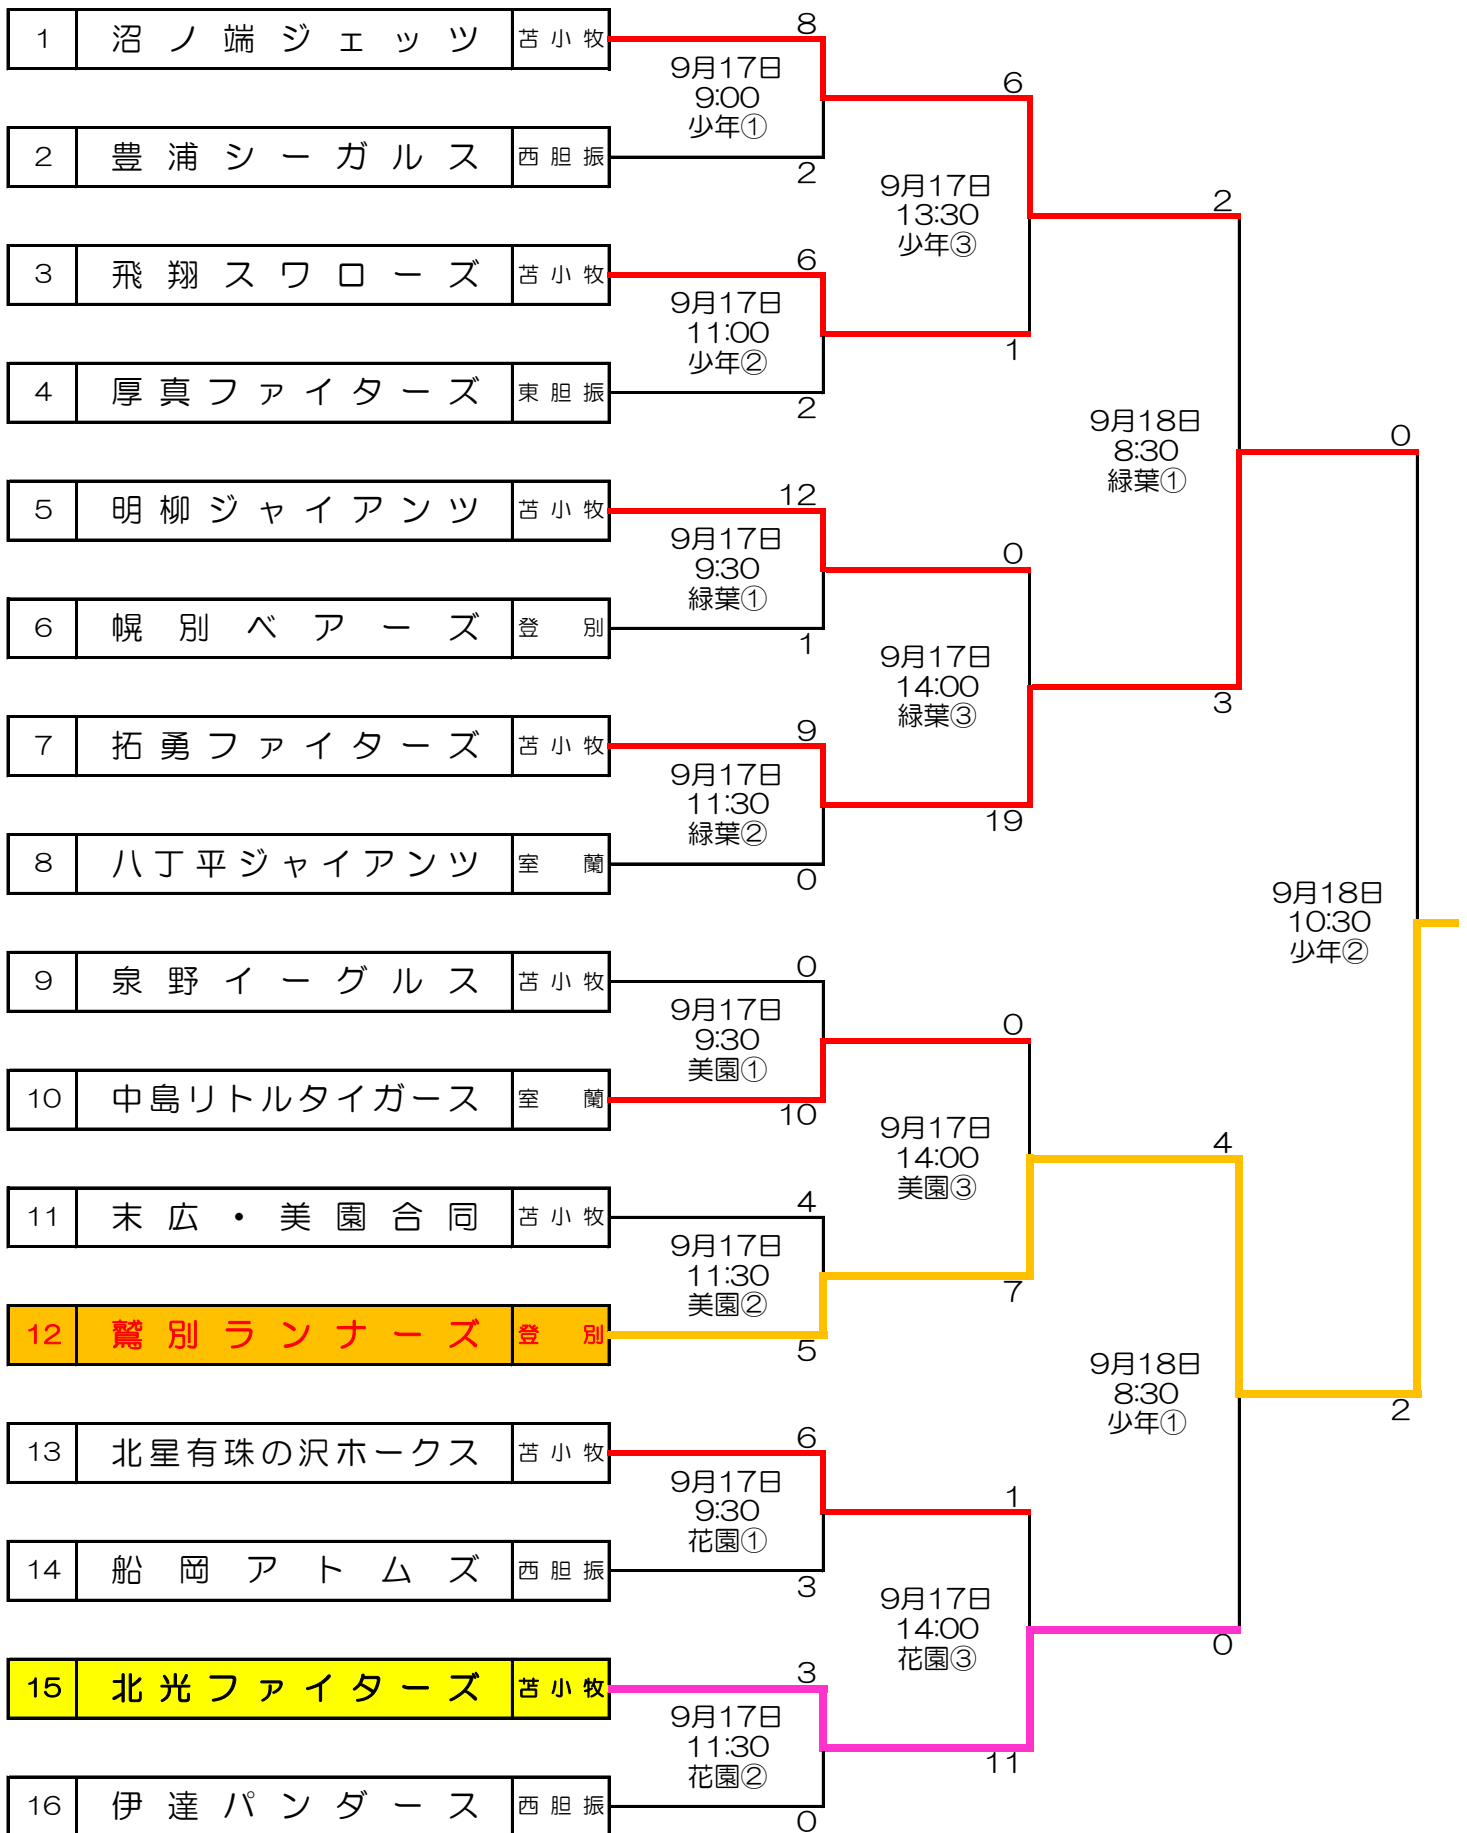 1 沼ノ端ジェッツ 苫小牧 8
9月17日
9:00
少年①
6
2 豊浦シーガルス 西胆振 2
9月17日
13:30
少年③
2
3 飛翔スワローズ 苫小牧 6
9月17日
11:00
少年②
1
4 厚真ファイターズ 東胆振 2
9月18日
8:30
緑葉①
0
5 明柳ジャイアンツ 苫小牧 12
9月17日
9:30
緑葉①
0
6 幌別ベアーズ 登別 1
9月17日
14:00
緑葉③
3
7 拓勇ファイターズ 苫小牧 9
9月17日
11:30
緑葉②
19
8 八丁平ジャイアンツ 室蘭 0
9月18日
10:30
少年②
9 泉野イーグルス 苫小牧 0
9月17日
9:30
美園①
0
10 中島リトルタイガース 室蘭 10
9月17日
14:00
美園③
4
11 末広・美園合同 苫小牧 4
9月17日
11:30
美園②
7
12 鷲別ランナーズ 登別 5
9月18日
8:30
少年①
2
13 北星有珠の沢ホークス 苫小牧 6
9月17日
9:30
花園①
1
14 船岡アトムズ 西胆振 3
9月17日
14:00
花園③
0
15 北光ファイターズ 苫小牧 3
9月17日
11:30
花園②
11
16 伊達パンダース 西胆振 0